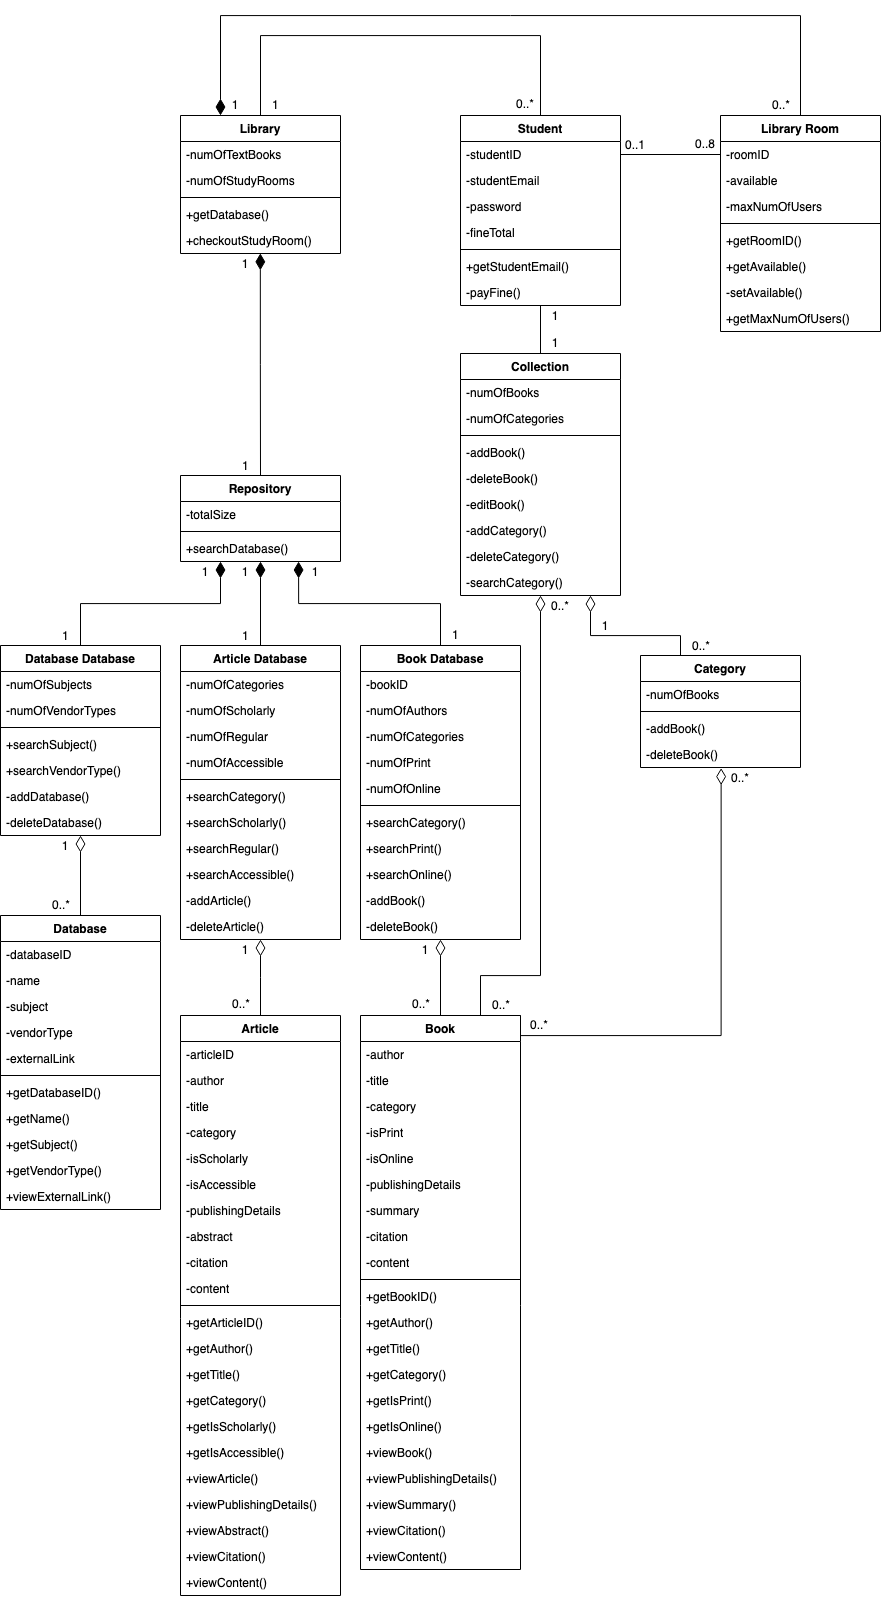 1
1
0..*
0..*
Library
-numOfTextBooks
-numOfStudyRooms
+getDatabase()
+checkoutStudyRoom()
1
Student
-studentID
-studentEmail
-password
-fineTotal
+getStudentEmail()
-payFine()
0..1
0..8
Library Room
-roomID
-available
-maxNumOfUsers
+getRoomID()
+getAvailable()
-setAvailable()
+getMaxNumOfUsers()
1
1
Collection
-numOfBooks
-numOfCategories
-addBook()
-deleteBook()
-editBook()
-addCategory()
-deleteCategory()
-searchCategory()
1
Repository
-totalSize
+searchDatabase()
1
1
1
0..*
1
0..*
1
1
1
Database Database
-numOfSubjects
-numOfVendorTypes
+searchSubject()
+searchVendorType()
-addDatabase()
-deleteDatabase()
1
0..*
Article Database
-numOfCategories
-numOfScholarly
-numOfRegular
-numOfAccessible
+searchCategory()
+searchScholarly()
+searchRegular()
+searchAccessible()
-addArticle()
-deleteArticle()
1
0..*
Book Database
-bookID
-numOfAuthors
-numOfCategories
-numOfPrint
-numOfOnline
+searchCategory()
+searchPrint()
+searchOnline()
-addBook()
-deleteBook()
1
0..*
0..*
Category
-numOfBooks
-addBook()
-deleteBook()
0..*
0..*
Database
-databaseID
-name
-subject
-vendorType
-externalLink
+getDatabaseID()
+getName()
+getSubject()
+getVendorType()
+viewExternalLink()
Article
-articleID
-author
-title
-category
-isScholarly
-isAccessible
-publishingDetails
-abstract
-citation
-content
+getArticleID()
+getAuthor()
+getTitle()
+getCategory()
+getIsScholarly()
+getIsAccessible()
+viewArticle()
+viewPublishingDetails()
+viewAbstract()
+viewCitation()
+viewContent()
Book
-author
-title
-category
-isPrint
-isOnline
-publishingDetails
-summary
-citation
-content
+getBookID()
+getAuthor()
+getTitle()
+getCategory()
+getIsPrint()
+getIsOnline()
+viewBook()
+viewPublishingDetails()
+viewSummary()
+viewCitation()
+viewContent()